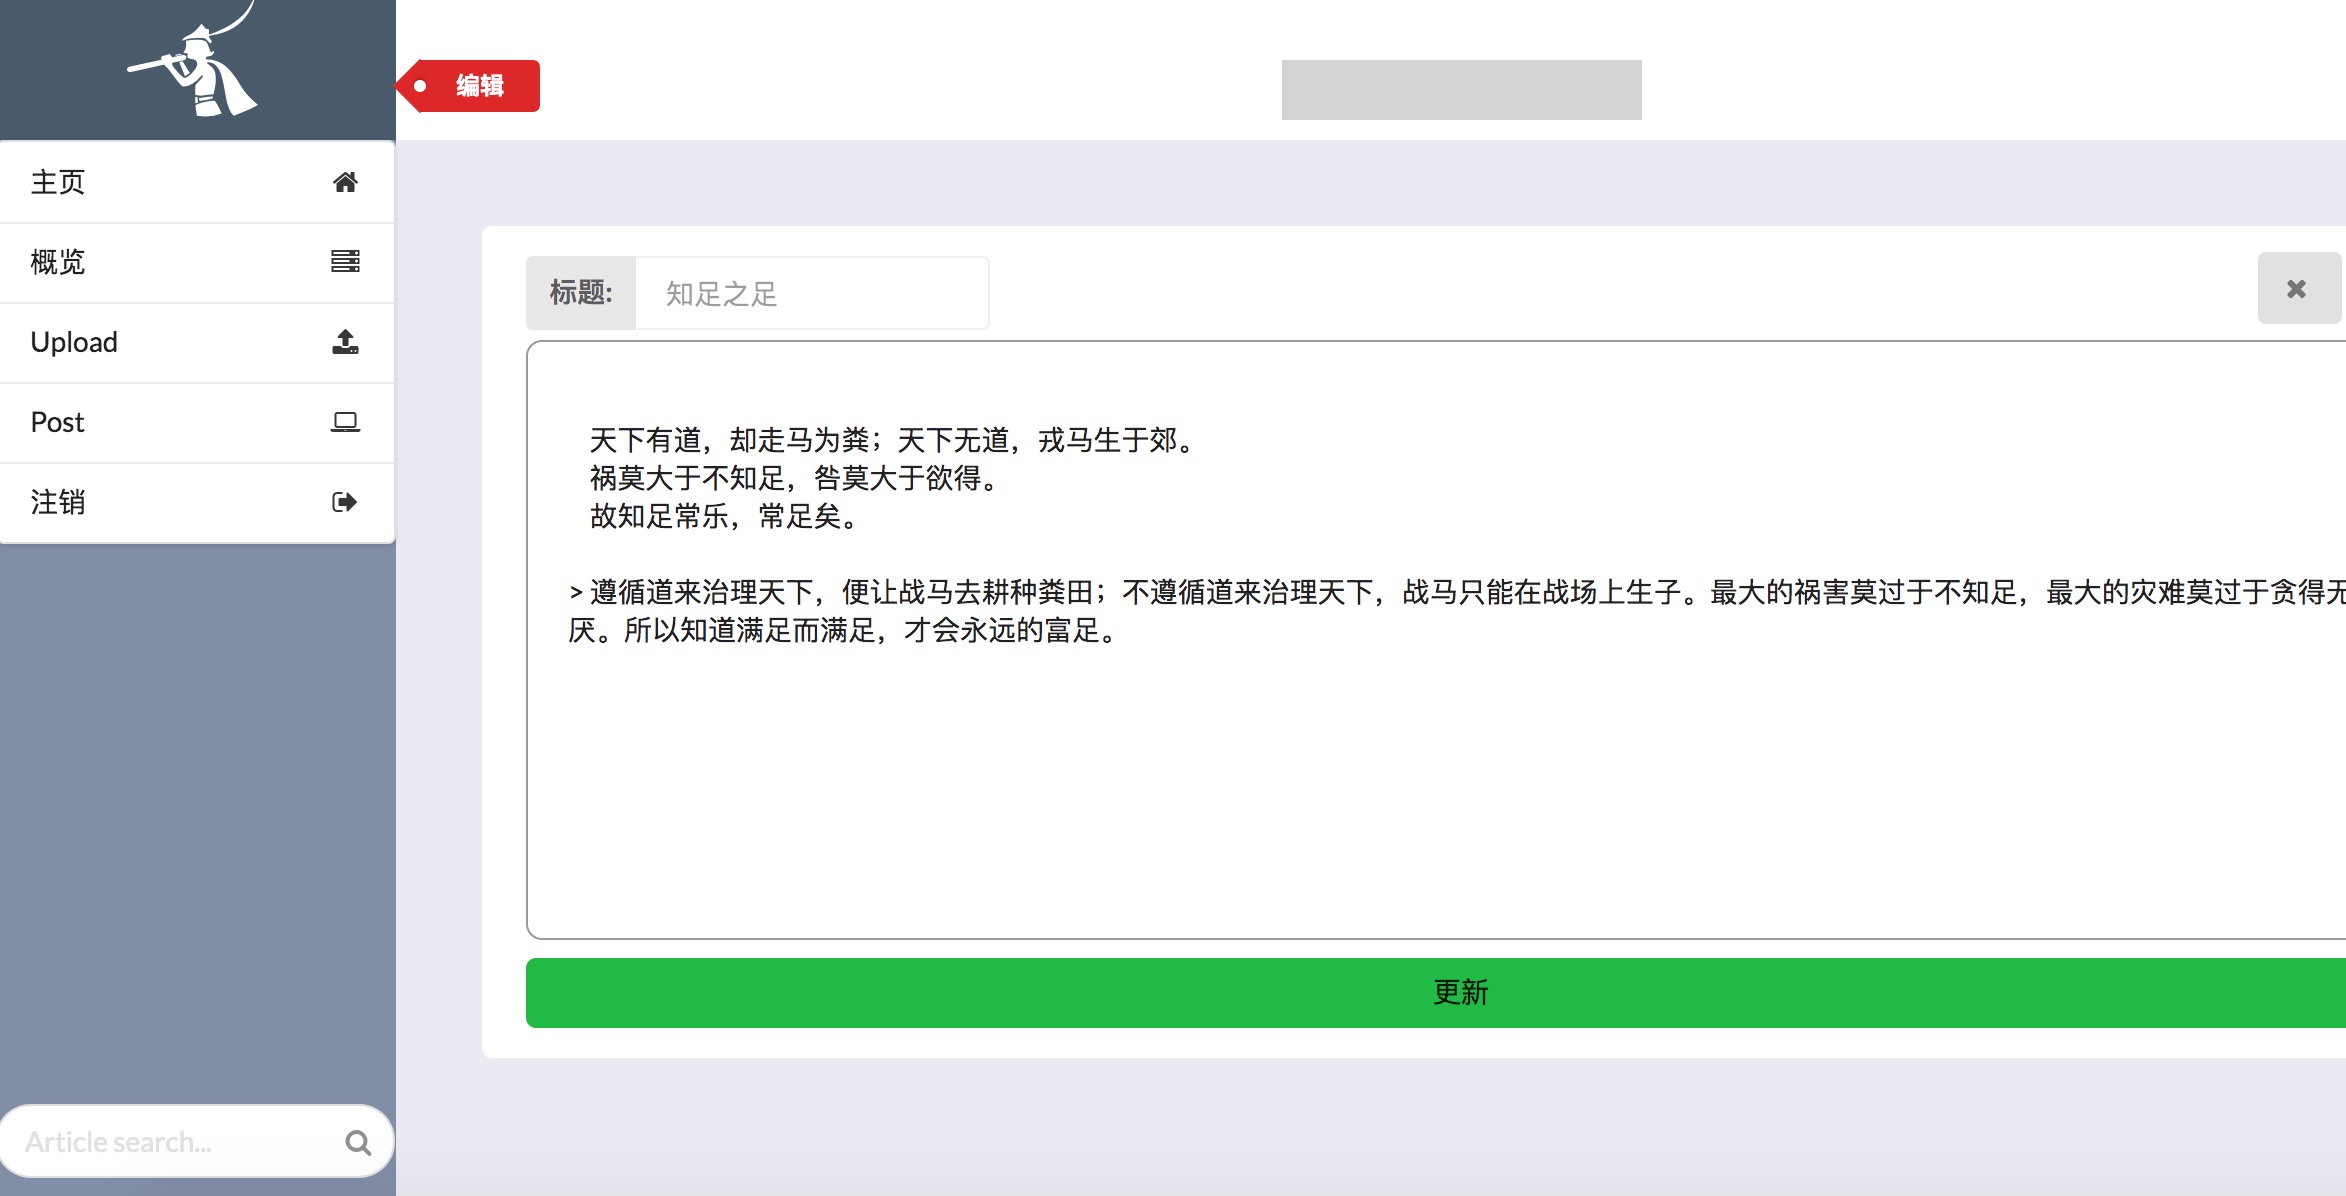 编辑
主页
概览
Upload
Post
注销
Article search...
标题:
知足之足
天下有道，却走马为粪；天下无道，戎马生于郊。
祸莫大于不知足，咎莫大于欲得。
故知足常乐，常足矣。
> 遵循道来治理天下，便让战马去耕种粪田；不遵循道来治理天下，战马只能在战场上生子。最大的祸害莫过于不知足，最大的灾难莫过于贪得无
厌。所以知道满足而满足，才会永远的富足。
更新